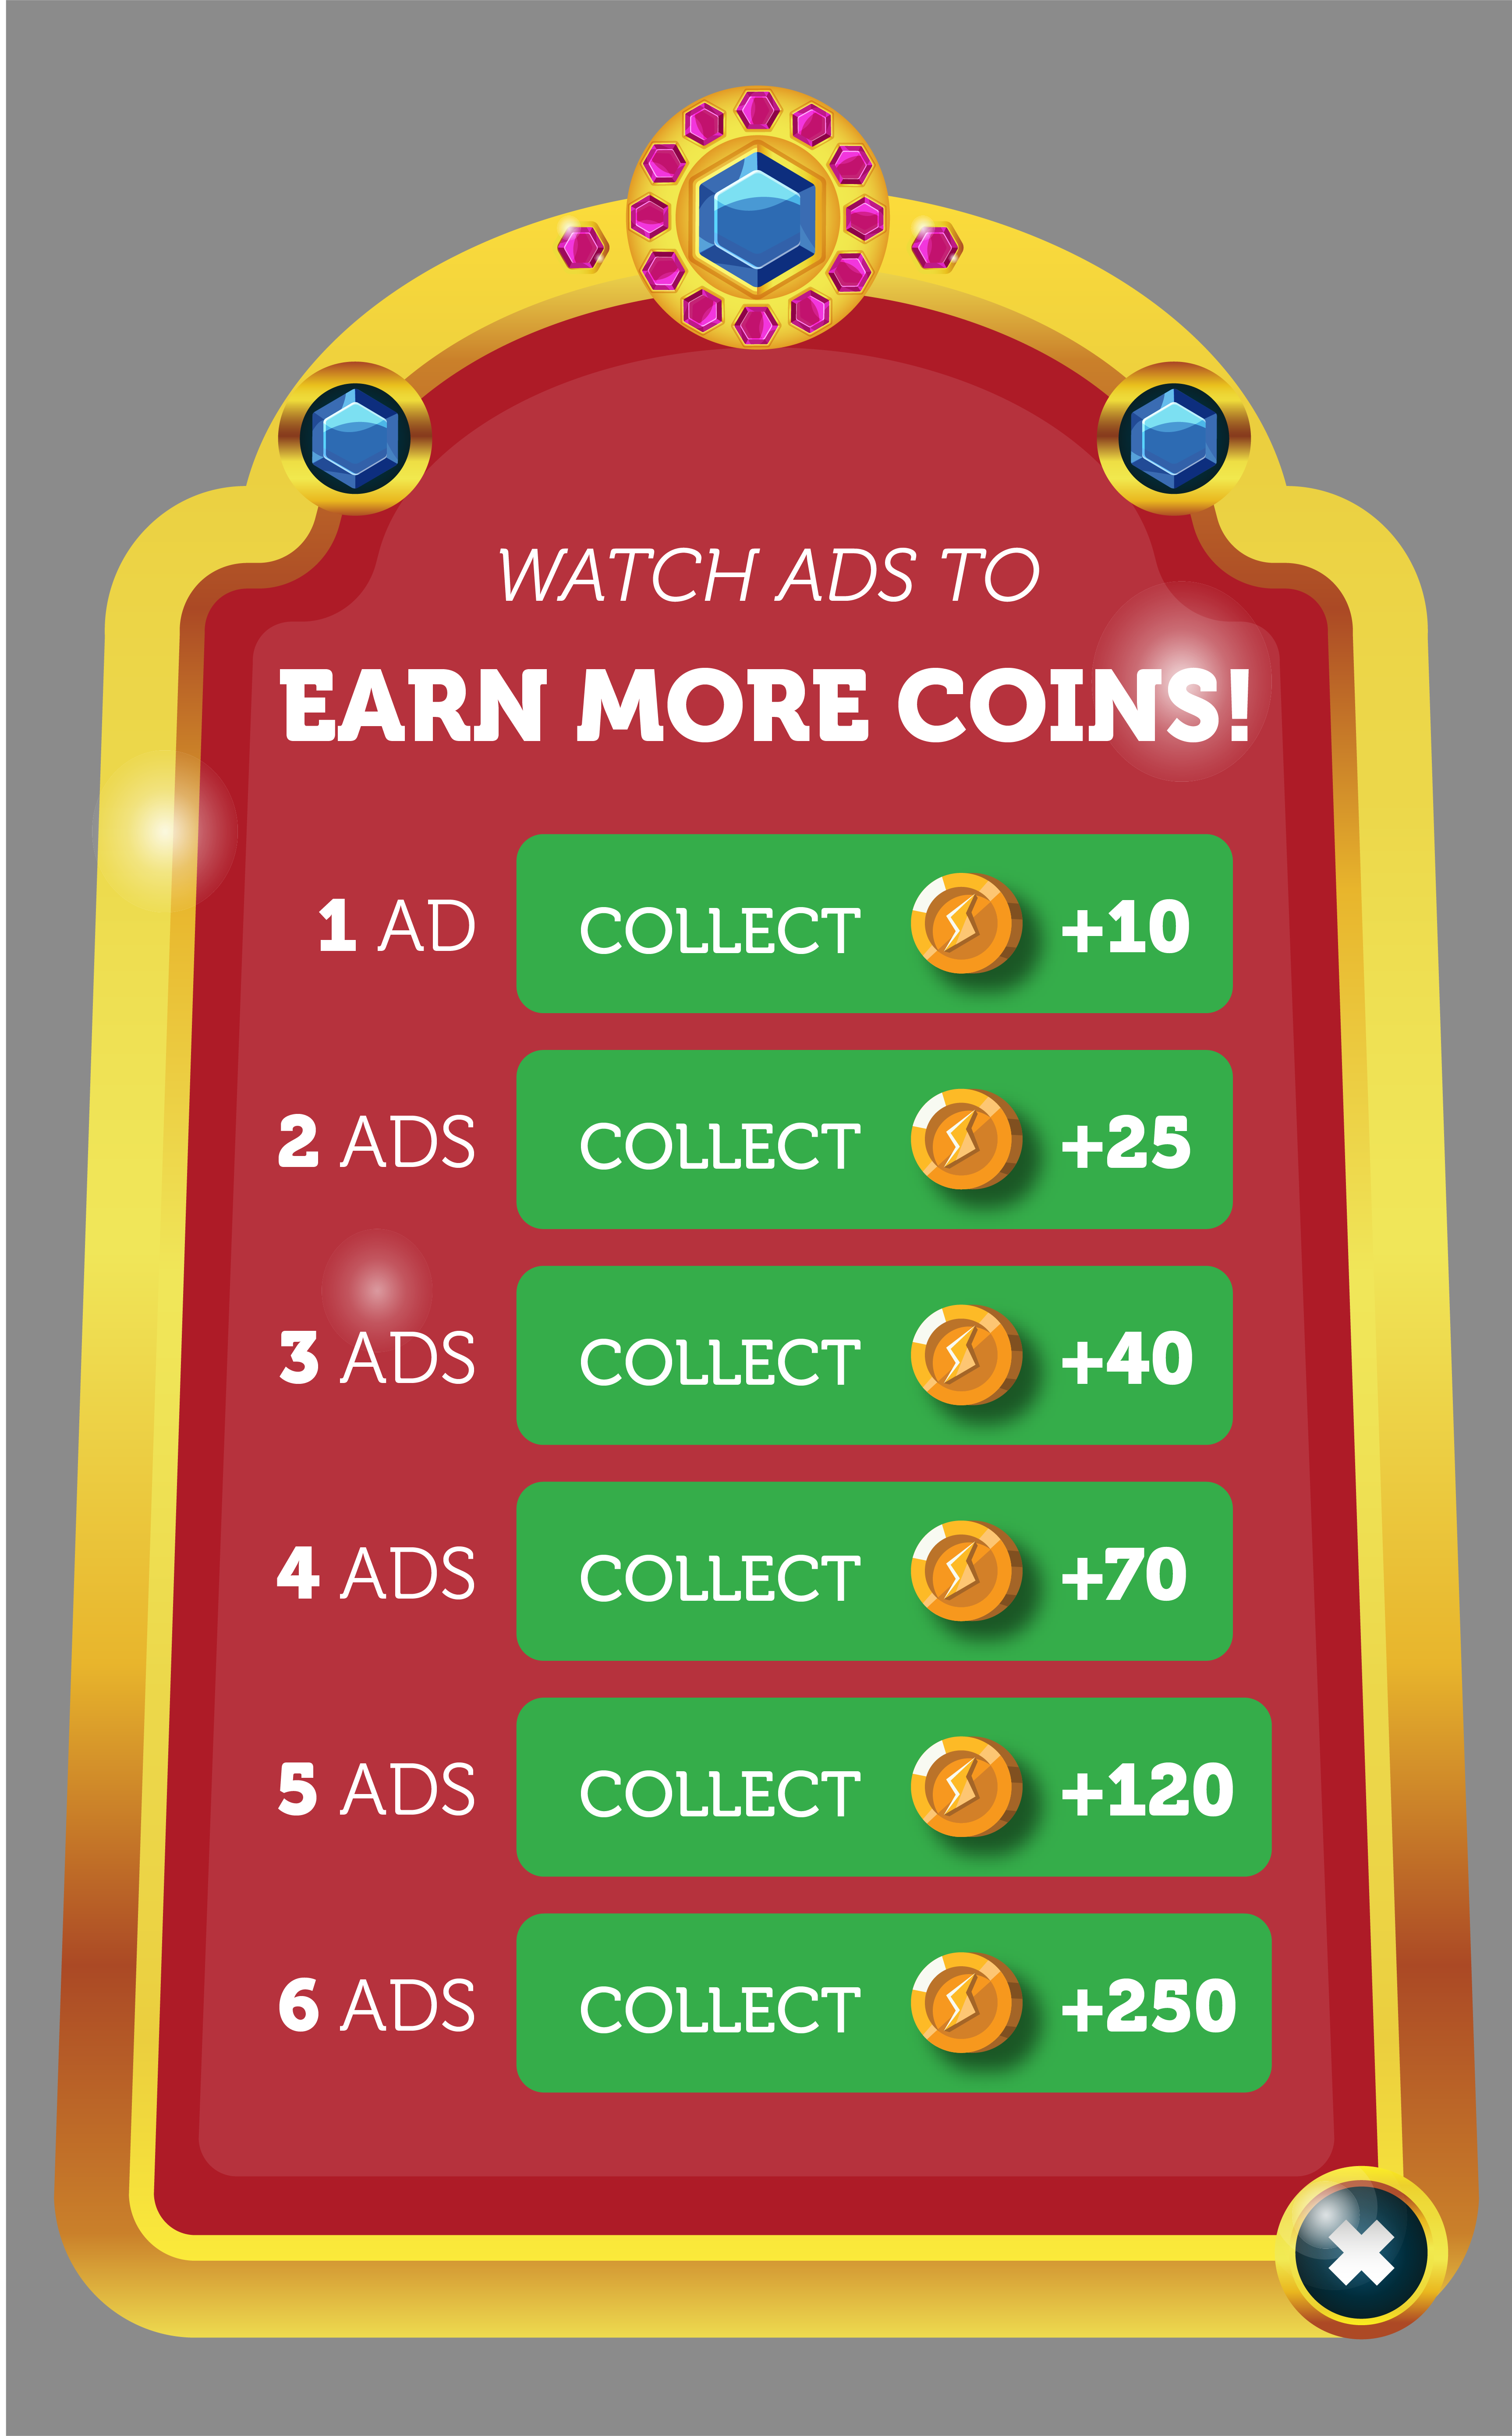 WATCH ADS TO
EARN MORE COINS!
1 AD COLLECT +10
2 ADS COLLECT +25
3 ADS COLLECT +40
4 ADS COLLECT +70
5 ADS COLLECT +120
6 ADS COLLECT +250